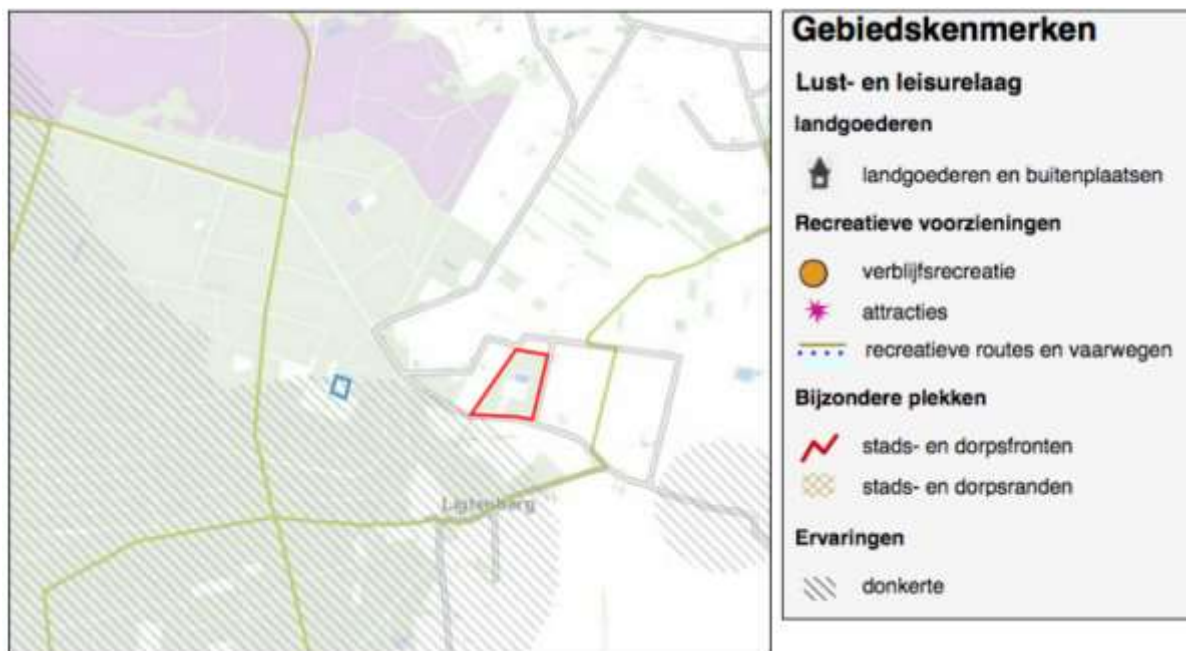 Ligtenberg
Gebiedskenmerken
Lust- en leisurelaag
landgoederen
landgoederen en buitenplaatsen
Recreatieve voorzieningen
verblijfsrecreatie
attracties
recreatieve routes en vaarwegen
Bijzondere plekken
stads- en dorpsfronten
stads- en dorpsranden
Ervaringen
donkerte